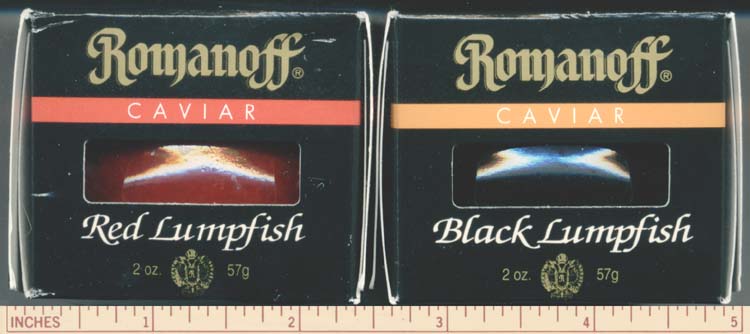 Romanoff®
CAVIAR
Red Lumpfish
2 oz. 57g
Romanoff®
CAVIAR
Black Lumpfish
2 oz. 57g
INCHES 1 2 3 4 5